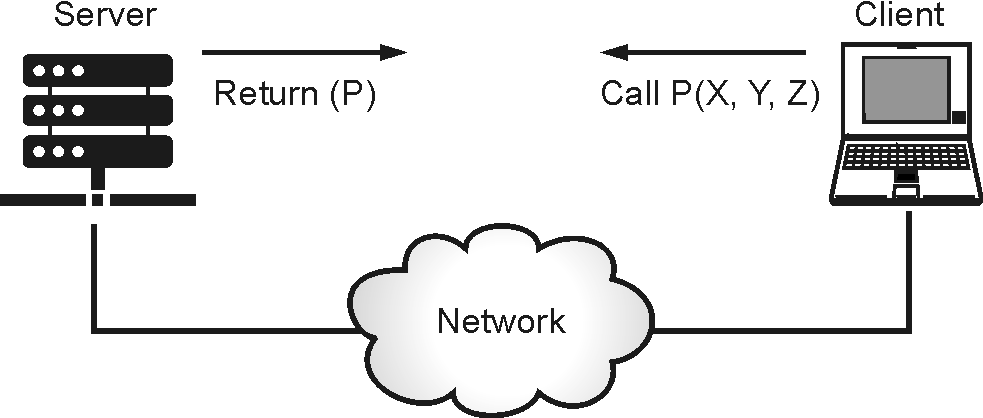 Server
Client
Return (P)
Call P(X, Y, Z)
Network